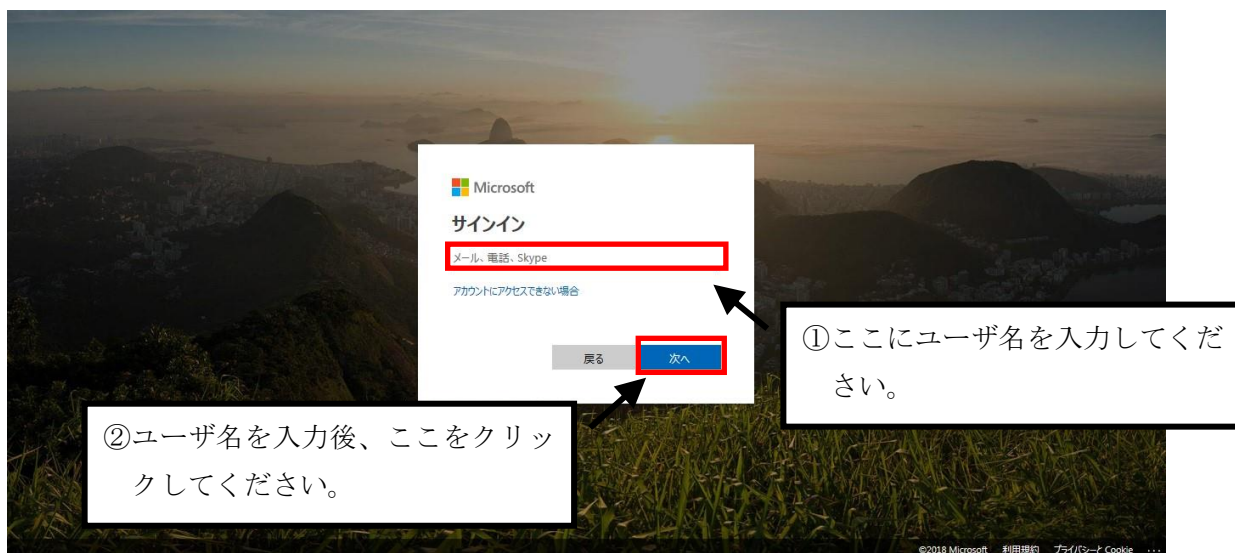 Microsoft
サインイン
メール、電話、Skype
アカウントにアクセスできない場合
戻る
次へ
①ここにユーザ名を入力してくだ
さい。
②ユーザ名を入力後、ここをクリッ
クしてください。
©2018 Microsoft 利用規約 プライバシーと Cookie ...